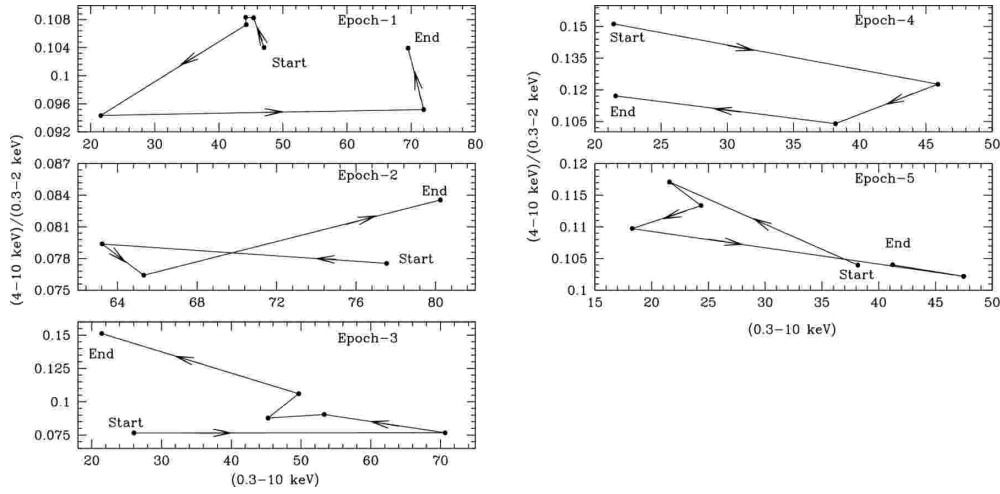 0.108
0.104
0.1
0.096
0.092
Epoch−1
Start
End
20
30
40
50
60
70
80
0.087
0.084
0.081
0.078
0.075
Epoch−2
End
Start
64
68
72
76
80
(4−10 keV)/(0.3−2 keV)
0.15
0.125
0.1
0.075
Epoch−3
End
Start
20
30
40
50
60
70
(0.3−10 keV)
0.15
0.135
0.12
0.105
Epoch−4
Start
End
20
25
30
35
40
45
50
(4−10 keV)/(0.3−2 keV)
0.12
0.115
0.11
0.105
0.1
Epoch−5
End
Start
15
20
25
30
35
40
45
50
(0.3−10 keV)